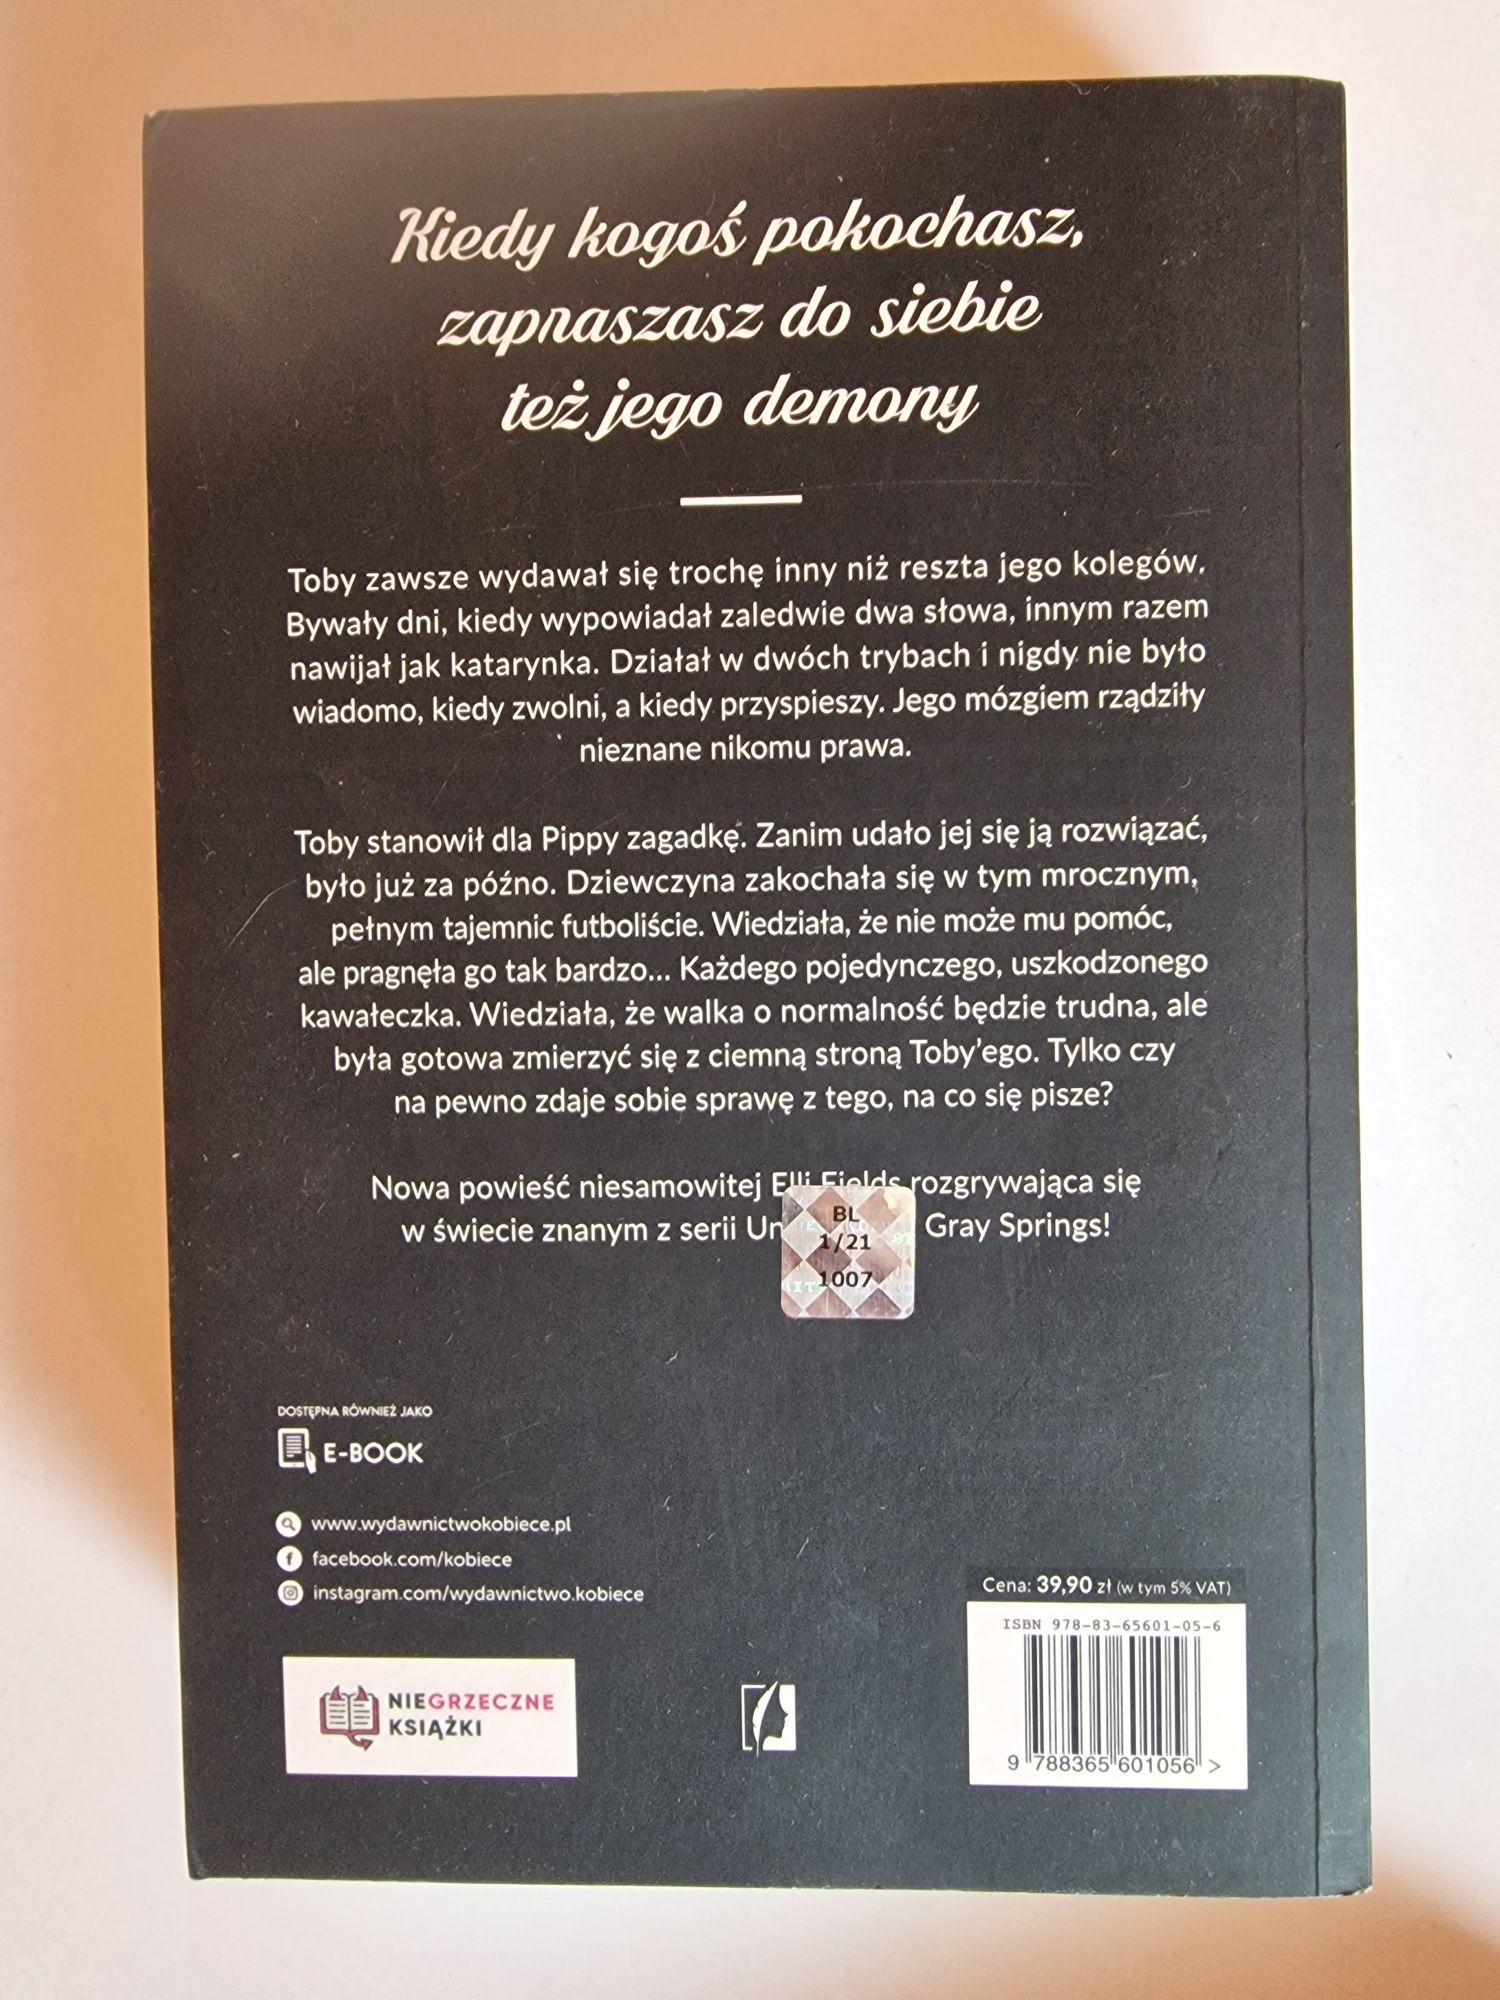 Kiedy kogoś pokochasz,
zapraszasz do siebie
też jego demony
Toby zawsze wydawał się trochę inny niż reszta jego kolegów.
Bywały dni, kiedy wypowiadał zaledwie dwa słowa, innym razem
nawijał jak katarynka. Działał w dwóch trybach i nigdy nie było
wiadomo, kiedy zwolni, a kiedy przyspieszy. Jego mózgiem rządziły
nieznane nikomu prawa.
Toby stanowił dla Pippy zagadkę. Zanim udało jej się ją rozwiązać,
było już za późno. Dziewczyna zakochała się w tym mrocznym,
pełnym tajemnic futboliście. Wiedziała, że nie może mu pomóc,
ale pragnęła go tak bardzo... Każdego pojedynczego, uszkodzonego
kawałeczka. Wiedziała, że walka o normalność będzie trudna, ale
była gotowa zmierzyć się z ciemną stroną Toby’ego. Tylko czy
na pewno zdaje sobie sprawę z tego, na co się pisze?
Nowa powieść niesamowitej Elli Fields rozgrywająca się
w świecie znanym z serii Gray Springs!
BL
1/21
1007
DOSTĘPNA RÓWNIEŻ JAKO
E-BOOK
www.wydawnictwokobiece.pl
facebook.com/kobiece
instagram.com/wydawnictwo.kobiece
NIEGRZECZNE
KSIĄŻKI
Cena: 39,90 zł (w tym 5% VAT)
ISBN 978-83-65601-05-6
9 788365 601056 >